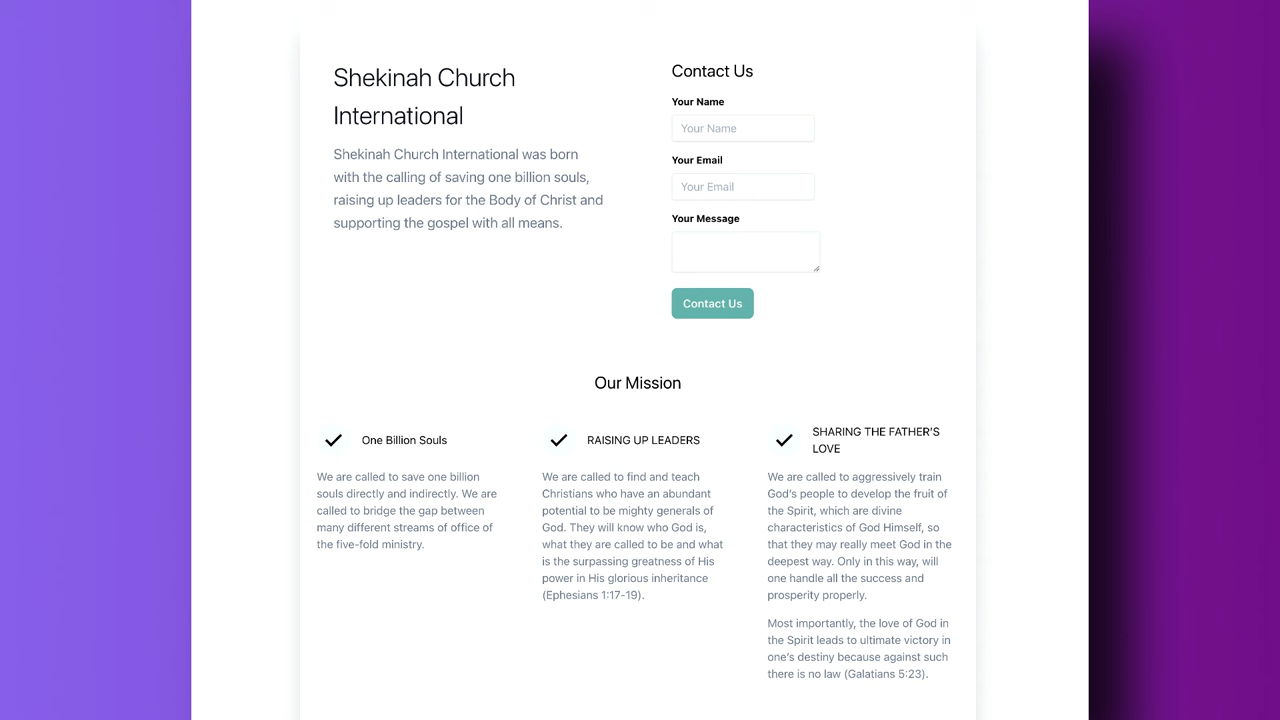 Shekinah Church
International
Shekinah Church International was born
with the calling of saving one billion souls,
raising up leaders for the Body of Christ and
supporting the gospel with all means.
Contact Us
Your Name
Your Name
Your Email
Your Email
Your Message
Contact Us
Our Mission
One Billion Souls
We are called to save one billion
souls directly and indirectly. We are
called to bridge the gap between
many different streams of office of
the five-fold ministry.
RAISING UP LEADERS
We are called to find and teach
Christians who have an abundant
potential to be mighty generals of
God. They will know who God is,
what they are called to be and what
is the surpassing greatness of His
power in His glorious inheritance
(Ephesians 1:17-19).
SHARING THE FATHER'S
LOVE
We are called to aggressively train
God's people to develop the fruit of
the Spirit, which are divine
characteristics of God Himself, so
that they may really meet God in the
deepest way. Only in this way, will
one handle all the success and
prosperity properly.
Most importantly, the love of God in
the Spirit leads to ultimate victory in
one's destiny because against such
there is no law (Galatians 5:23).